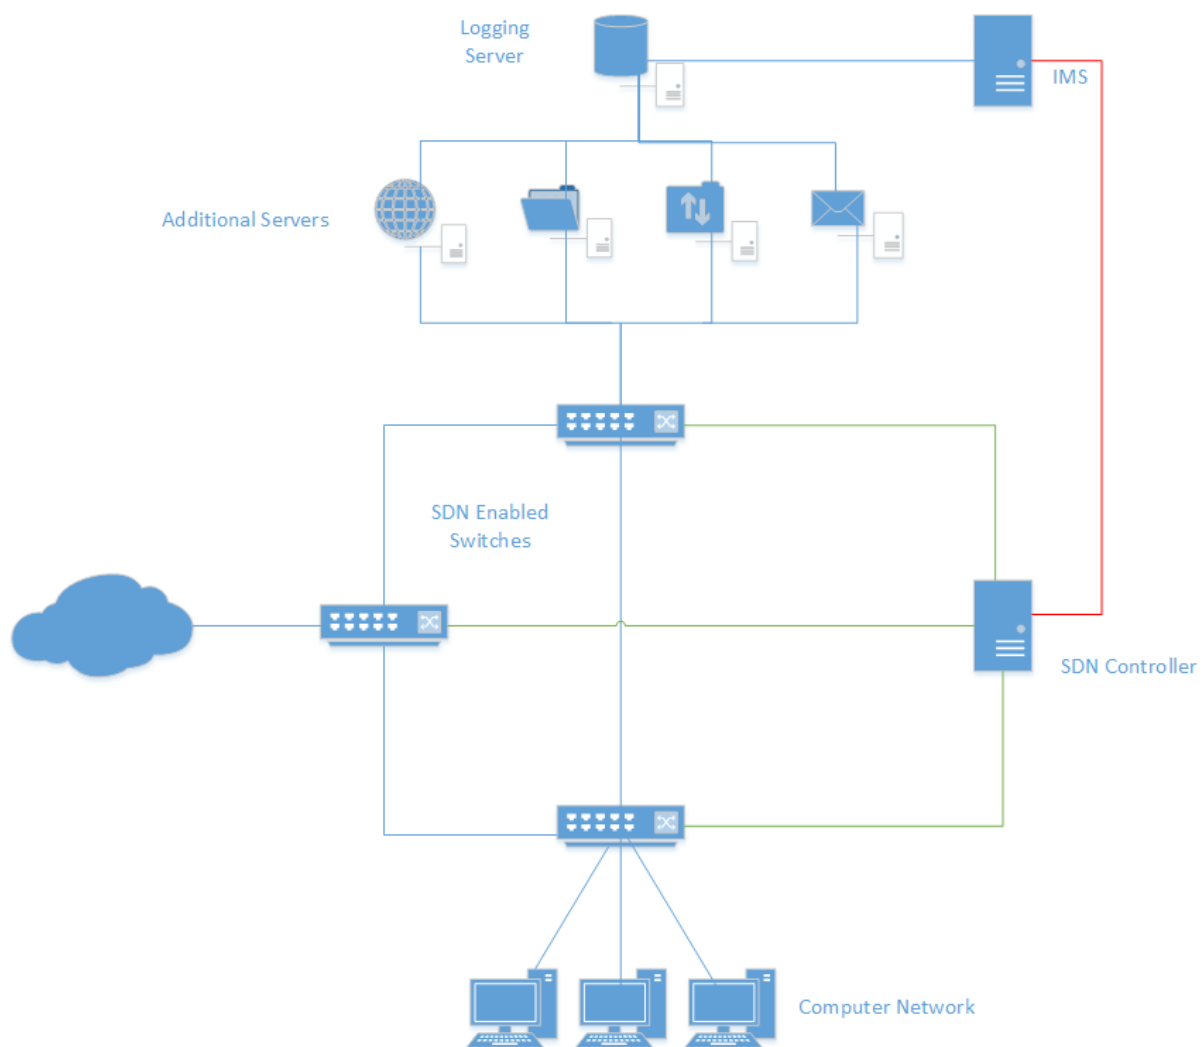 Logging
Server
IMS
Additional Servers
SDN Enabled
Switches
SDN Controller
Computer Network